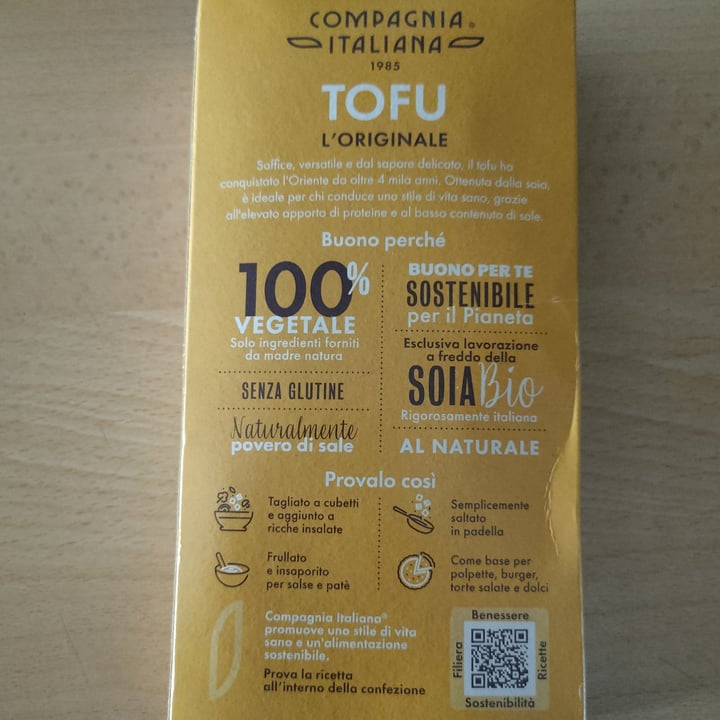 COMPAGNIA®
ITALIANA
1985
TOFU
L'ORIGINALE
Soffice, versatile e dal sapore delicato, il tofu ha
conquistato l'Oriente da oltre 4 mila anni. Ottenuto dalla soia,
è ideale per chi conduce uno stile di vita sano, grazie
all'elevato apporto di proteine e al basso contenuto di sale.
Buono perché
100%
VEGETALE
Solo ingredienti forniti
da madre natura
SENZA GLUTINE
Naturalmente
povero di sale
BUONO PER TE
SOSTENIBILE
per il Pianeta
Esclusiva lavorazione
a freddo della
SOIA Bio
Rigorosamente italiana
AL NATURALE
Provalo così
Tagliato a cubetti
e aggiunto a
ricche insalate
Semplicemente
saltato
in padella
Frullato
e insaporito
per salse e patè
Come base per
polpette, burger,
torte salate e dolci
Compagnia Italiana®
promuove uno stile di vita
sano e un'alimentazione
sostenibile.
Prova la ricetta
all'interno della confezione
Benessere
Filiera
Ricette
Sostenibilità